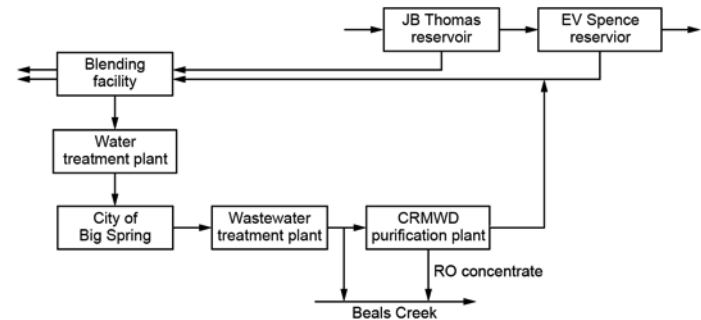 JB Thomas
reservoir
EV Spence
reservior
Blending
facility
Water
treatment plant
City of
Big Spring
Wastewater
treatment plant
CRMWD
purification plant
RO concentrate
Beals Creek